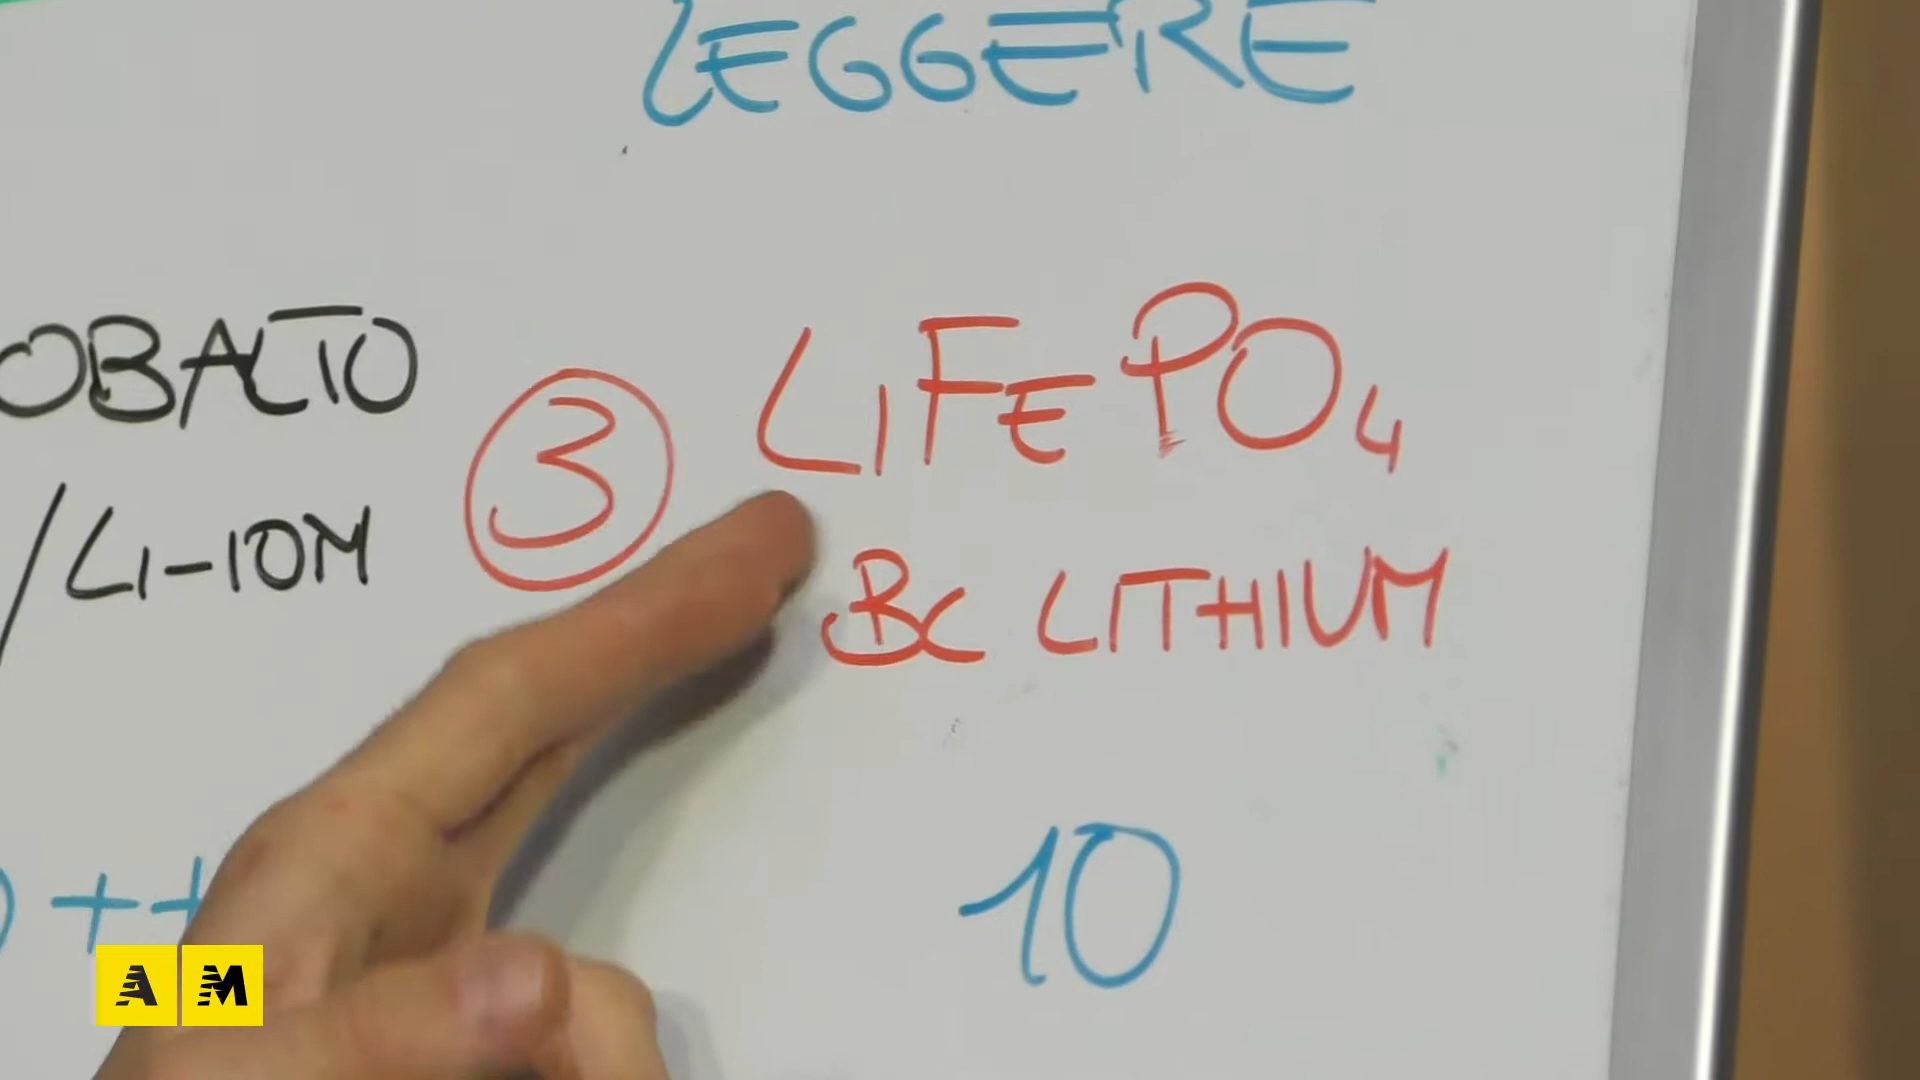 LEGGERE
OBALTO
3 LiFePO4
/Li-ION
BC LITHIUM
++
10
AM